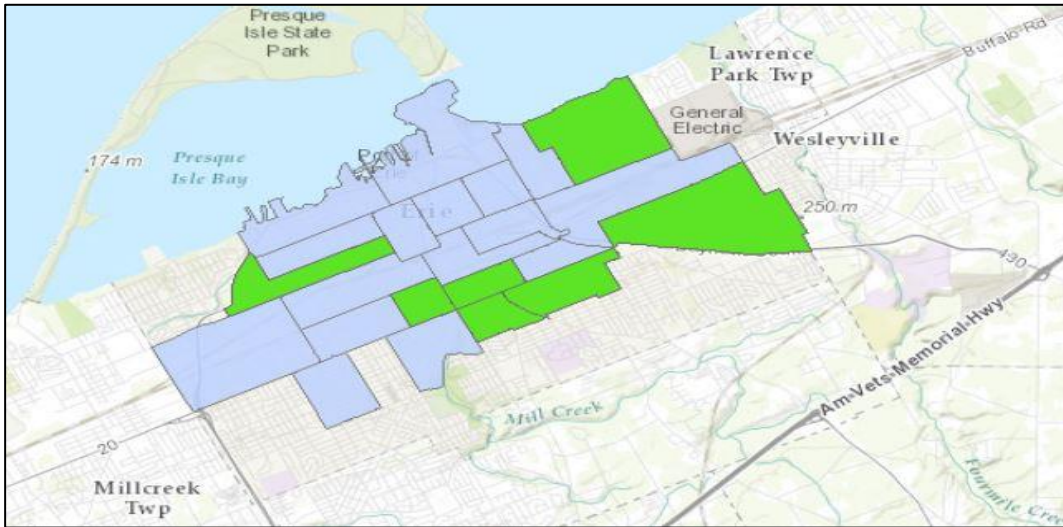 Presque
Isle State
Park
Lawrence
Park Twp
Buffalo Rd
General
Electric
Wesleyville
174 m
Presque
Isle Bay
Erie
250 m
430
Am-Vets-Memorial-Hwy
20
Mill Creek
Millcreek
Twp
Fourmile Creek